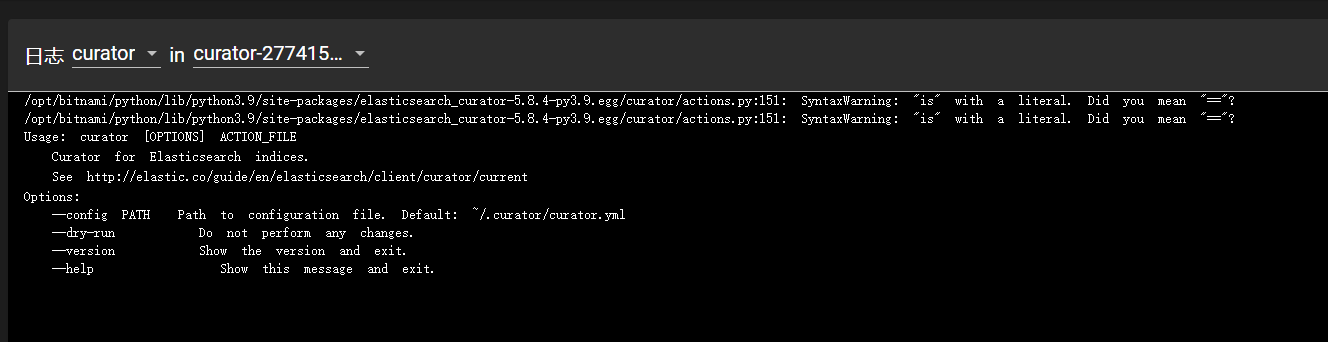 日志 curator in curator-277415...
/opt/bitnami/python/lib/python3.9/site-packages/elasticsearch_curator-5.8.4-py3.9.egg/curator/actions.py:151: SyntaxWarning: "is" with a literal. Did you mean "=="?
/opt/bitnami/python/lib/python3.9/site-packages/elasticsearch_curator-5.8.4-py3.9.egg/curator/actions.py:151: SyntaxWarning: "is" with a literal. Did you mean "=="?
Usage: curator [OPTIONS] ACTION_FILE
Curator for Elasticsearch indices.
See http://elastic.co/guide/en/elasticsearch/client/curator/current
Options:
--config PATH Path to configuration file. Default: ~/.curator/curator.yml
--dry-run Do not perform any changes.
--version Show the version and exit.
--help Show this message and exit.